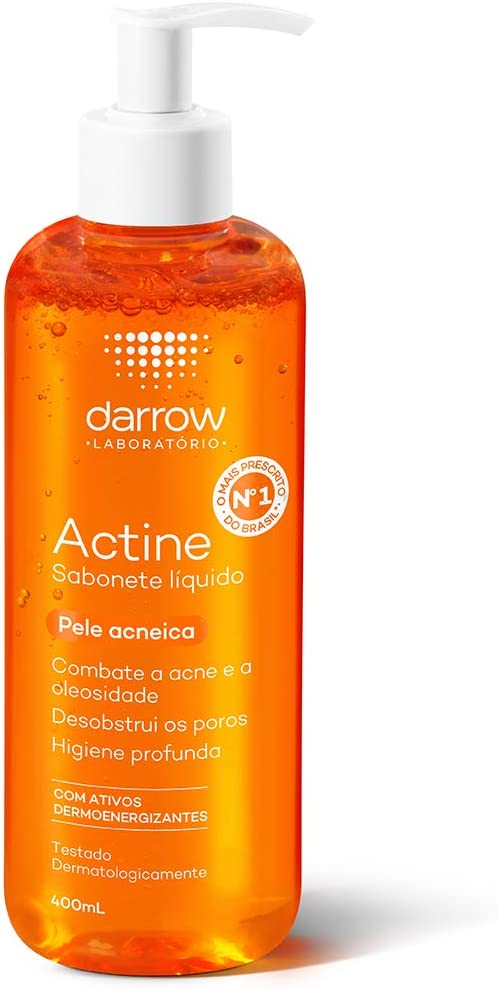 darrow
•LABORATÓRIO•
O MAIS PRESCRITO
Nº1
DO BRASIL
Actine
Sabonete líquido
Pele acneica
Combate a acne e a
oleosidade
Desobstrui os poros
Higiene profunda
COM ATIVOS
DERMOENERGIZANTES
Testado
Dermatologicamente
400mL